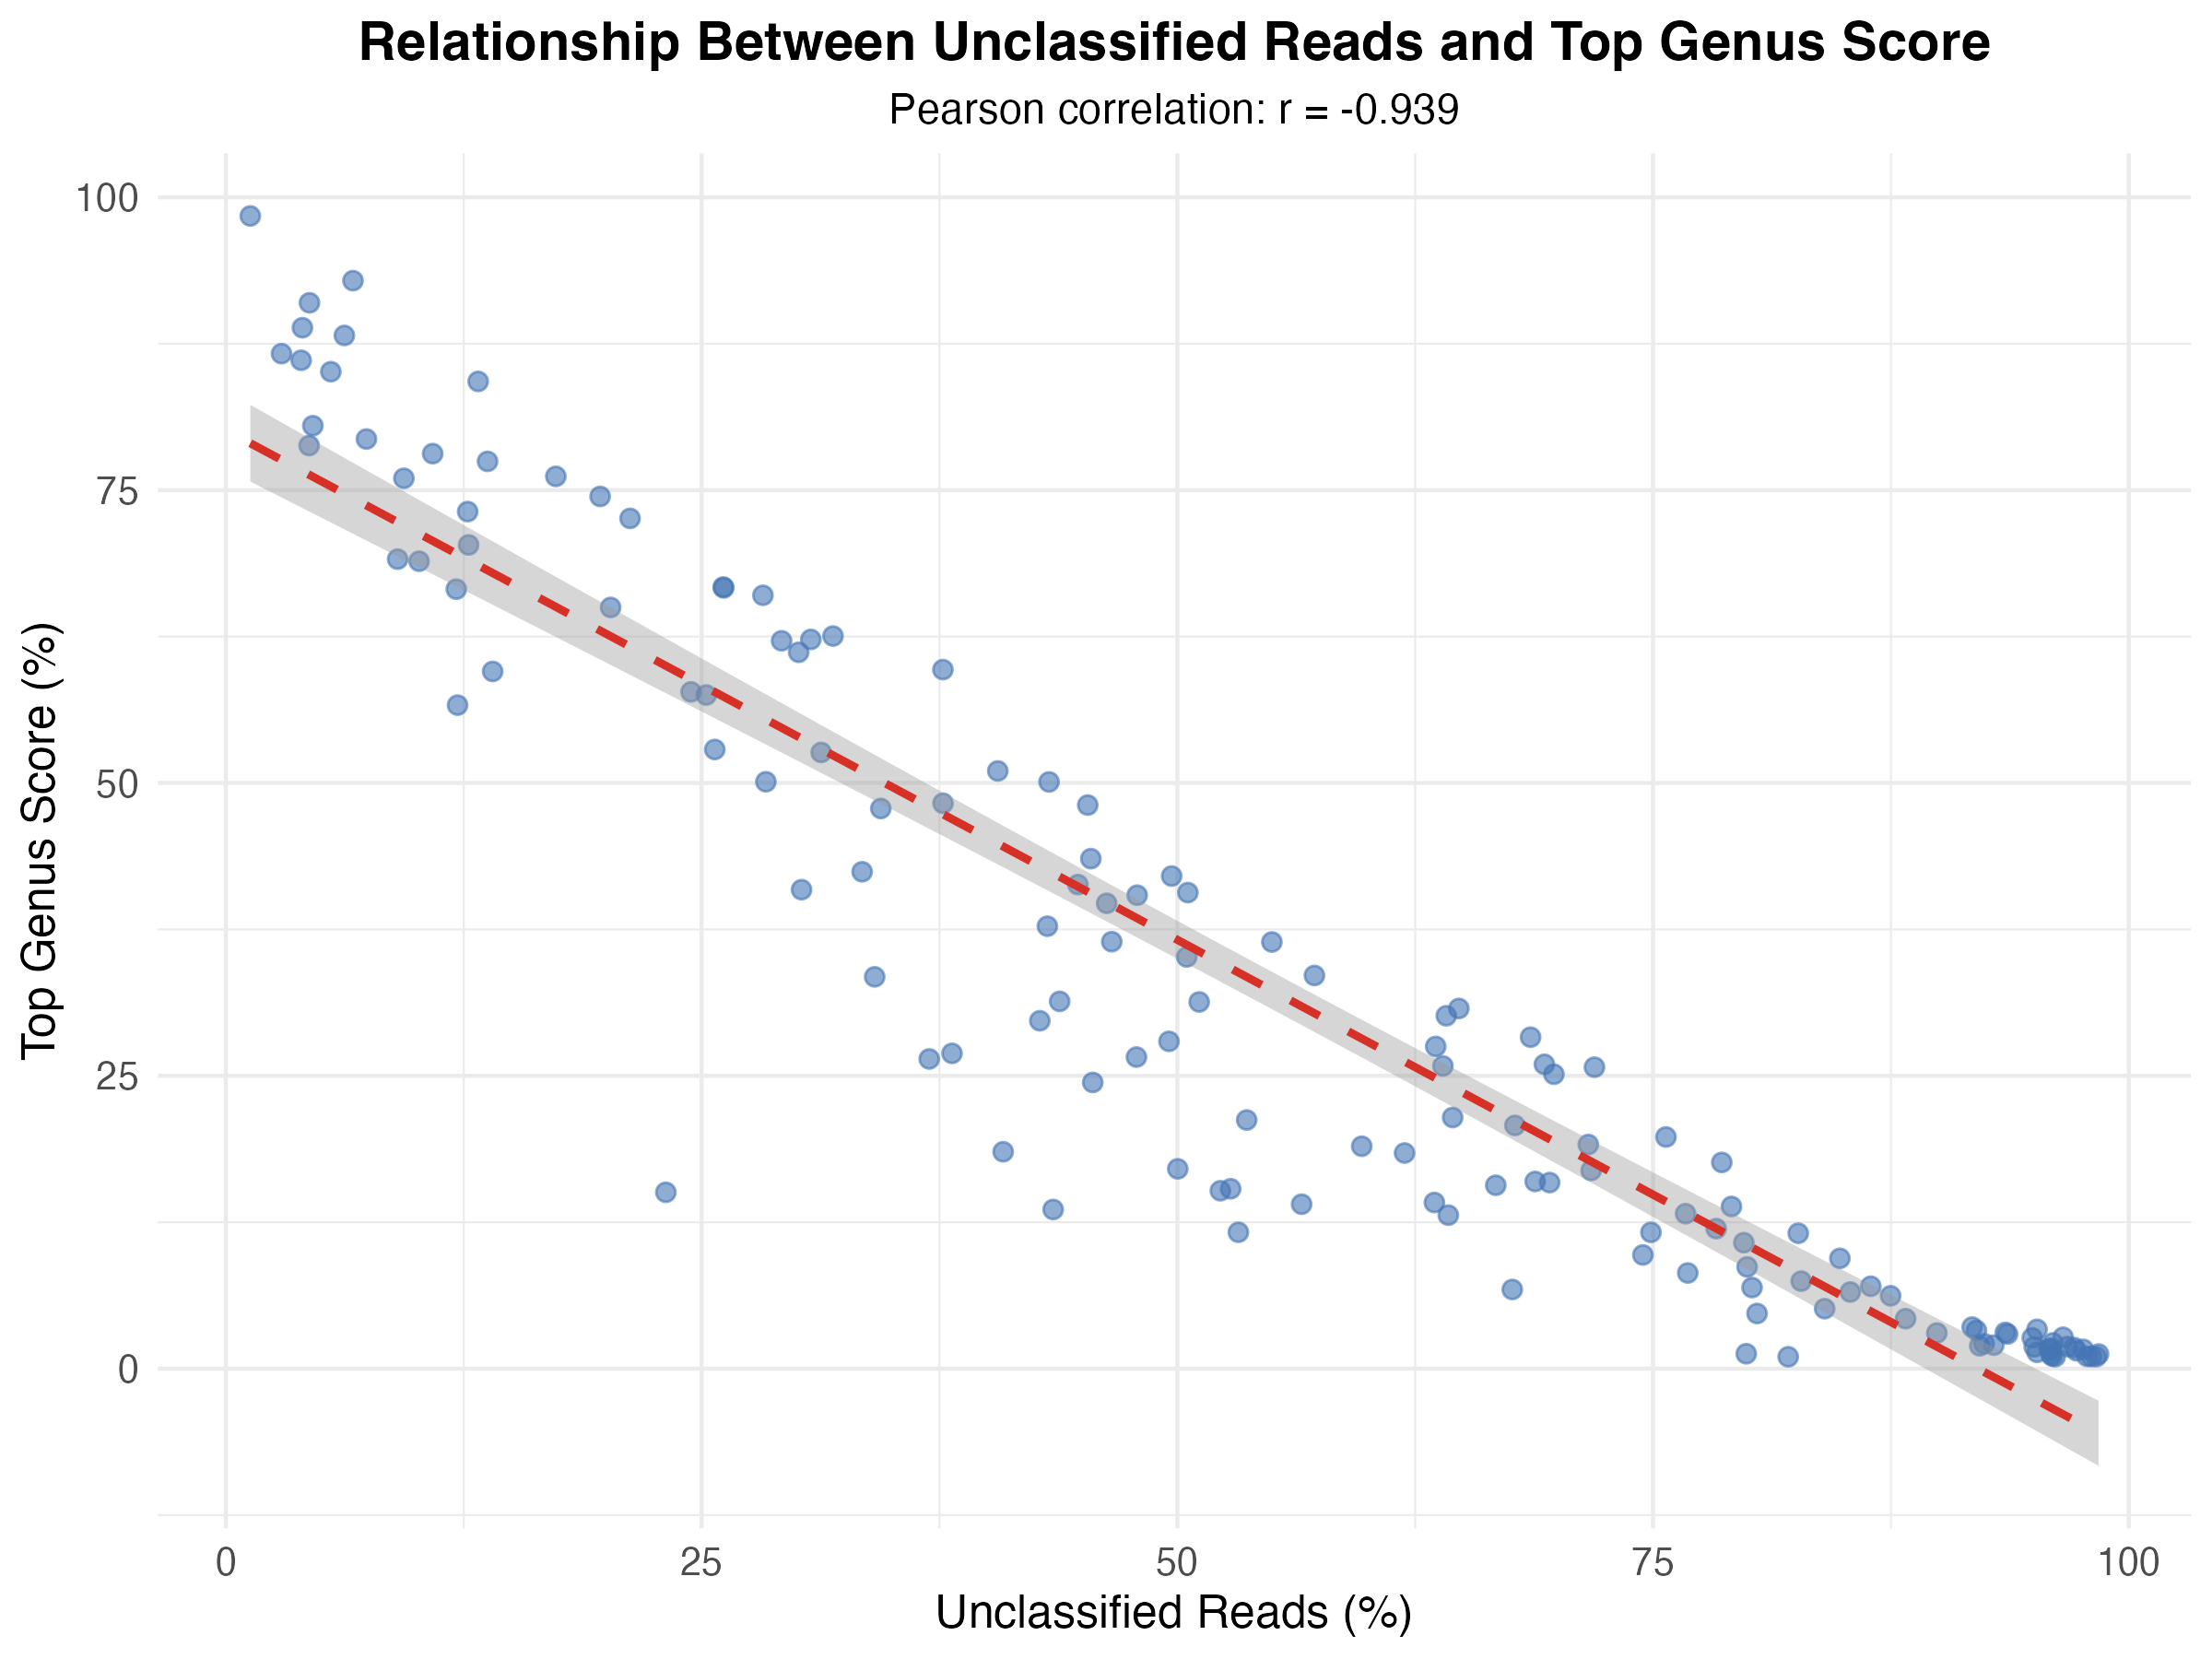 Relationship Between Unclassified Reads and Top Genus Score
Pearson correlation: r = -0.939
Top Genus Score (%)
100
75
50
25
0
0 25 50 75 100
Unclassified Reads (%)